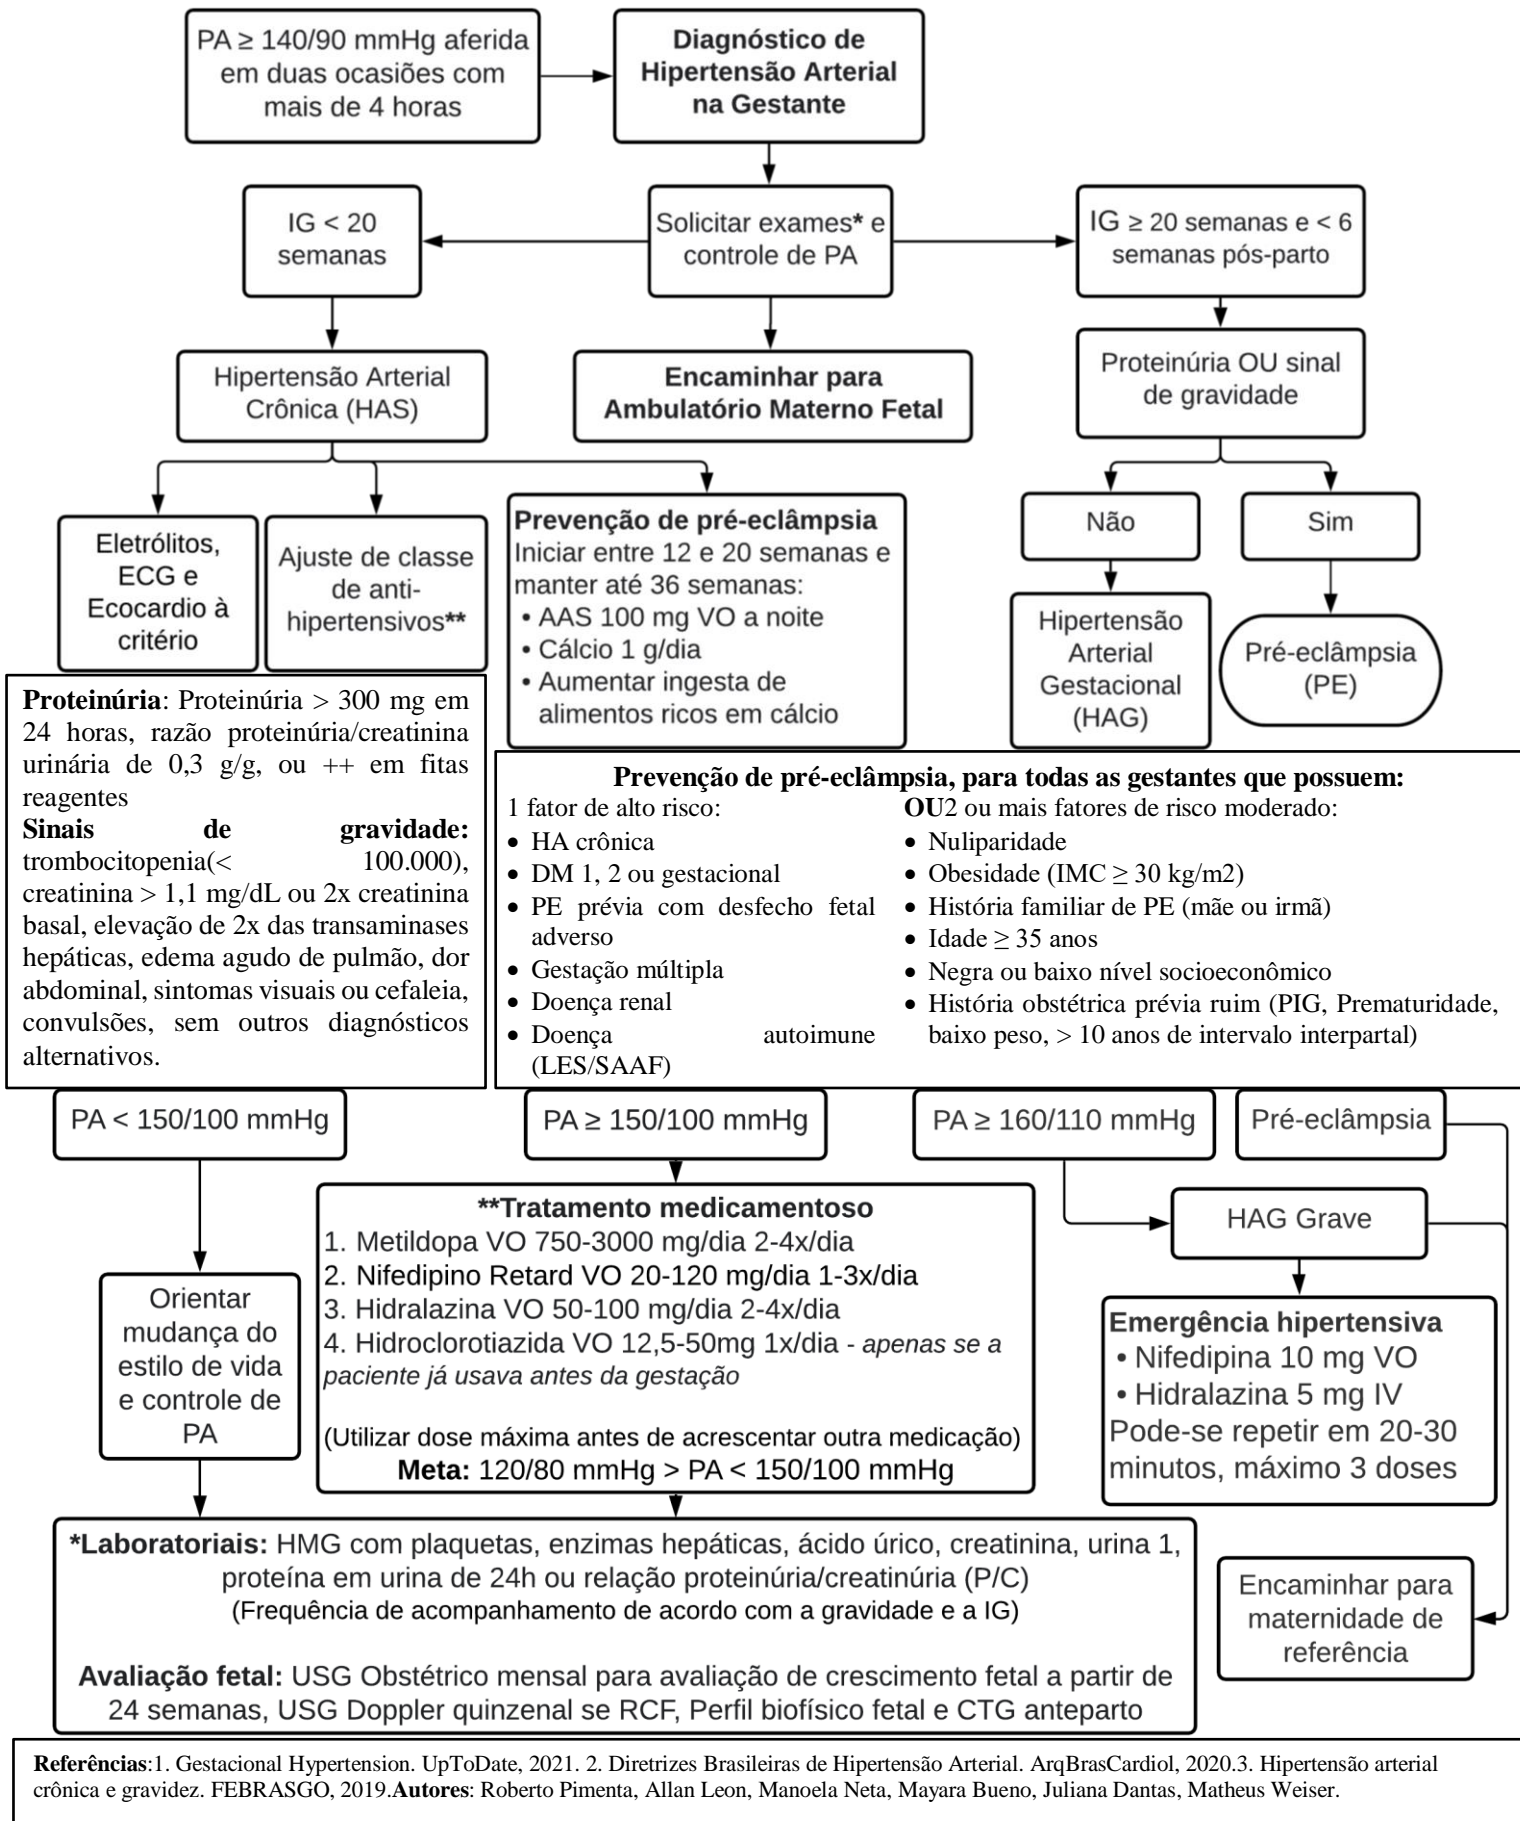 PA ≥ 140/90 mmHg aferida
em duas ocasiões com
mais de 4 horas
Diagnóstico de
Hipertensão Arterial
na Gestante
IG < 20
semanas
Solicitar exames* e
controle de PA
IG ≥ 20 semanas e < 6
semanas pós-parto
Hipertensão Arterial
Crônica (HAS)
Encaminhar para
Ambulatório Materno Fetal
Proteinúria OU sinal
de gravidade
Não
Sim
Eletrólitos,
ECG e
Ecocardio à
critério
Ajuste de classe
de anti-
hipertensivos**
Prevenção de pré-eclâmpsia
Iniciar entre 12 e 20 semanas e
manter até 36 semanas:
• AAS 100 mg VO a noite
• Cálcio 1 g/dia
• Aumentar ingesta de
alimentos ricos em cálcio
Hipertensão
Arterial
Gestacional
(HAG)
Pré-eclâmpsia
(PE)
Proteinúria: Proteinúria > 300 mg em
24 horas, razão proteinúria/creatinina
urinária de 0,3 g/g, ou ++ em fitas
reagentes
Sinais de gravidade:
trombocitopenia(< 100.000),
creatinina > 1,1 mg/dL ou 2x creatinina
basal, elevação de 2x das transaminases
hepáticas, edema agudo de pulmão, dor
abdominal, sintomas visuais ou cefaleia,
convulsões, sem outros diagnósticos
alternativos.
Prevenção de pré-eclâmpsia, para todas as gestantes que possuem:
1 fator de alto risco:
• HA crônica
• DM 1, 2 ou gestacional
• PE prévia com desfecho fetal
adverso
• Gestação múltipla
• Doença renal
• Doença autoimune
(LES/SAAF)
OU2 ou mais fatores de risco moderado:
• Nuliparidade
• Obesidade (IMC ≥ 30 kg/m2)
• História familiar de PE (mãe ou irmã)
• Idade ≥ 35 anos
• Negra ou baixo nível socioeconômico
• História obstétrica prévia ruim (PIG, Prematuridade,
baixo peso, > 10 anos de intervalo interpartal)
PA < 150/100 mmHg
PA ≥ 150/100 mmHg
PA ≥ 160/110 mmHg
Pré-eclâmpsia
Orientar
mudança do
estilo de vida
e controle de
PA
**Tratamento medicamentoso
1. Metildopa VO 750-3000 mg/dia 2-4x/dia
2. Nifedipino Retard VO 20-120 mg/dia 1-3x/dia
3. Hidralazina VO 50-100 mg/dia 2-4x/dia
4. Hidroclorotiazida VO 12,5-50mg 1x/dia - apenas se a
paciente já usava antes da gestação
(Utilizar dose máxima antes de acrescentar outra medicação)
Meta: 120/80 mmHg > PA < 150/100 mmHg
HAG Grave
Emergência hipertensiva
• Nifedipina 10 mg VO
• Hidralazina 5 mg IV
Pode-se repetir em 20-30
minutos, máximo 3 doses
*Laboratoriais: HMG com plaquetas, enzimas hepáticas, ácido úrico, creatinina, urina 1,
proteína em urina de 24h ou relação proteinúria/creatinúria (P/C)
(Frequência de acompanhamento de acordo com a gravidade e a IG)
Avaliação fetal: USG Obstétrico mensal para avaliação de crescimento fetal a partir de
24 semanas, USG Doppler quinzenal se RCF, Perfil biofísico fetal e CTG anteparto
Encaminhar para
maternidade de
referência
Referências:1. Gestacional Hypertension. UpToDate, 2021. 2. Diretrizes Brasileiras de Hipertensão Arterial. ArqBrasCardiol, 2020.3. Hipertensão arterial
crônica e gravidez. FEBRASGO, 2019.Autores: Roberto Pimenta, Allan Leon, Manoela Neta, Mayara Bueno, Juliana Dantas, Matheus Weiser.